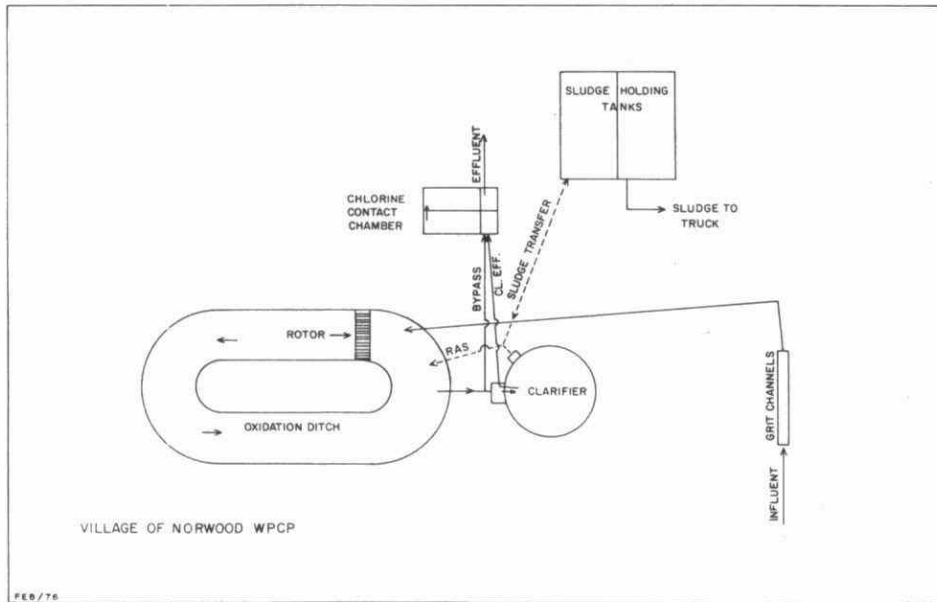 SLUDGE HOLDING
TANKS
EFFLUENT
CHLORINE
CONTACT
CHAMBER
SLUDGE TO
TRUCK
SLUDGE TRANSFER
BYPASS
CL. EFF.
ROTOR
RAS
CLARIFIER
GRIT CHANNELS
OXIDATION DITCH
INFLUENT
VILLAGE OF NORWOOD WPCP
FEB/76